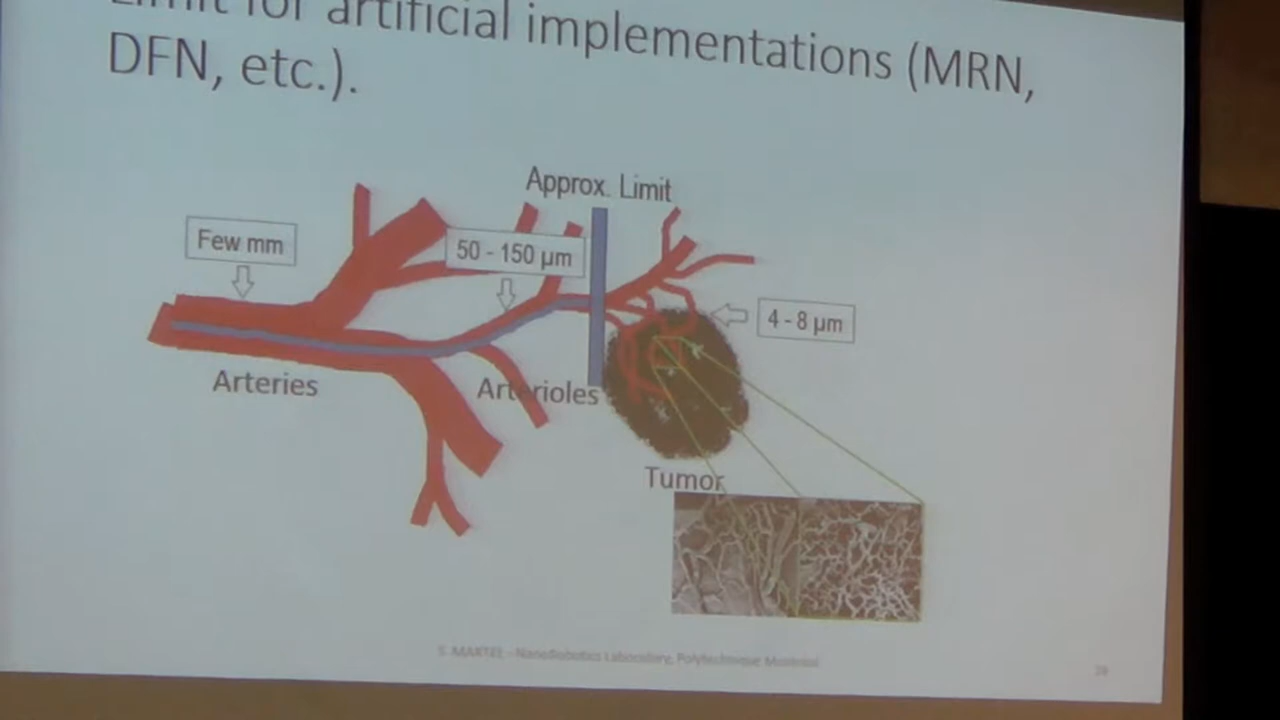 Limit for artificial implementations (MRN,
DFN, etc.).
Approx. Limit
Few mm
50 - 150 µm
4 - 8 µm
Arteries
Arterioles
Tumor
S. MARTEL - NanoRobotics Laboratory, Polytechnique Montréal